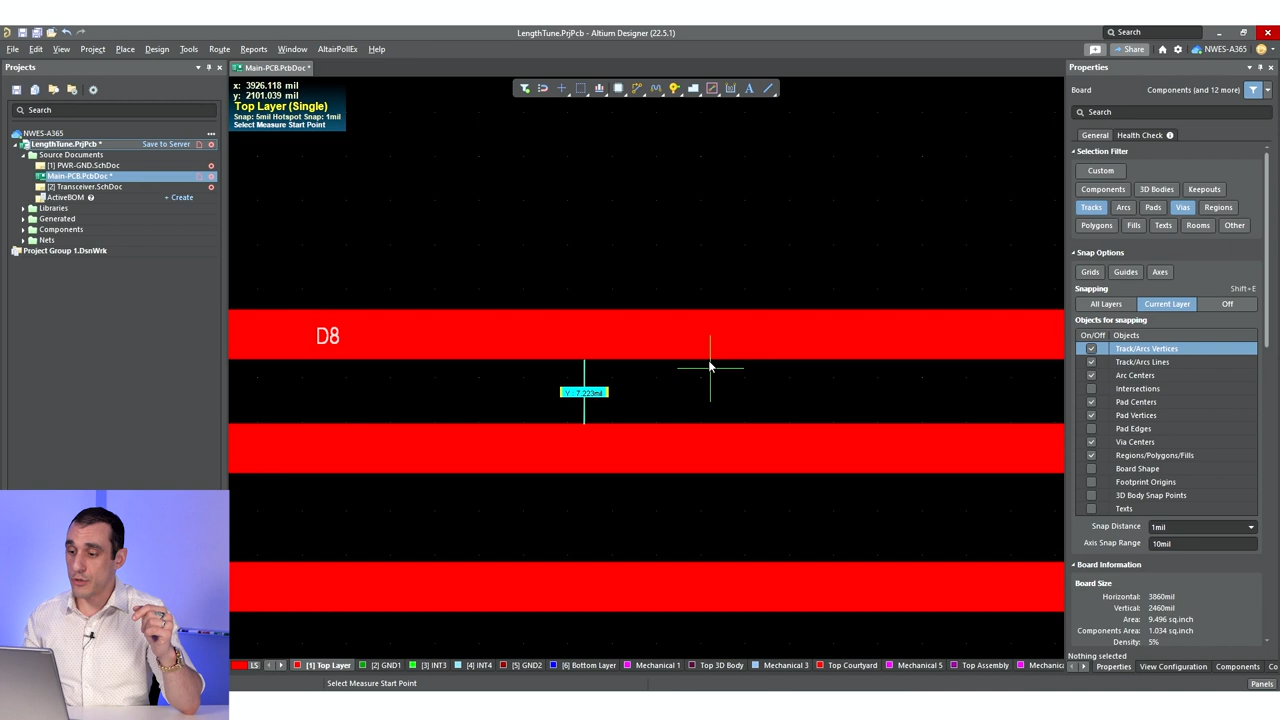 LengthTune.PrjPcb - Altium Designer (22.5.1)
Search
File Edit View Project Place Design Tools Route Reports Window AltairPollEx Help
Share
NWES-A365
Projects
Main-PCB.PcbDoc *
Properties
Search
x: 3926.118 mil
y: 2101.039 mil
Top Layer (Single)
Snap: 5mil Hotspot Snap: 1mil
Select Measure Start Point
Board
Components (and 12 more)
Search
NWES-A365
LengthTune.PrjPcb *
Save to Server
Source Documents
[1] PWR-GND.SchDoc
Main-PCB.PcbDoc *
[2] Transceiver.SchDoc
ActiveBOM
+ Create
Libraries
Generated
Components
Nets
Project Group 1.DsnWrk
D8
Y : 7.223mil
General
Health Check
Selection Filter
Custom
Components 3D Bodies Keepouts
Tracks Arcs Pads Vias Regions
Polygons Fills Texts Rooms Other
Snap Options
Grids Guides Axes
Snapping
Shift+E
All Layers Current Layer Off
Objects for snapping
On/Off Objects
Track/Arcs Vertices
Track/Arcs Lines
Arc Centers
Intersections
Pad Centers
Pad Vertices
Pad Edges
Via Centers
Regions/Polygons/Fills
Board Shape
Footprint Origins
3D Body Snap Points
Texts
Snap Distance 1mil
Axis Snap Range 10mil
Board Information
Board Size
Horizontal: 3860mil
Vertical: 2460mil
Area: 9.496 sq.inch
Components Area: 1.034 sq.inch
Density: 5%
Nothing selected
LS [1] Top Layer [2] GND1 [3] INT3 [4] INT4 [5] GND2 [6] Bottom Layer Mechanical 1 Top 3D Body Mechanical 3 Top Courtyard Mechanical 5 Top Assembly Mechanic
Properties View Configuration Components Co
Select Measure Start Point
Panels